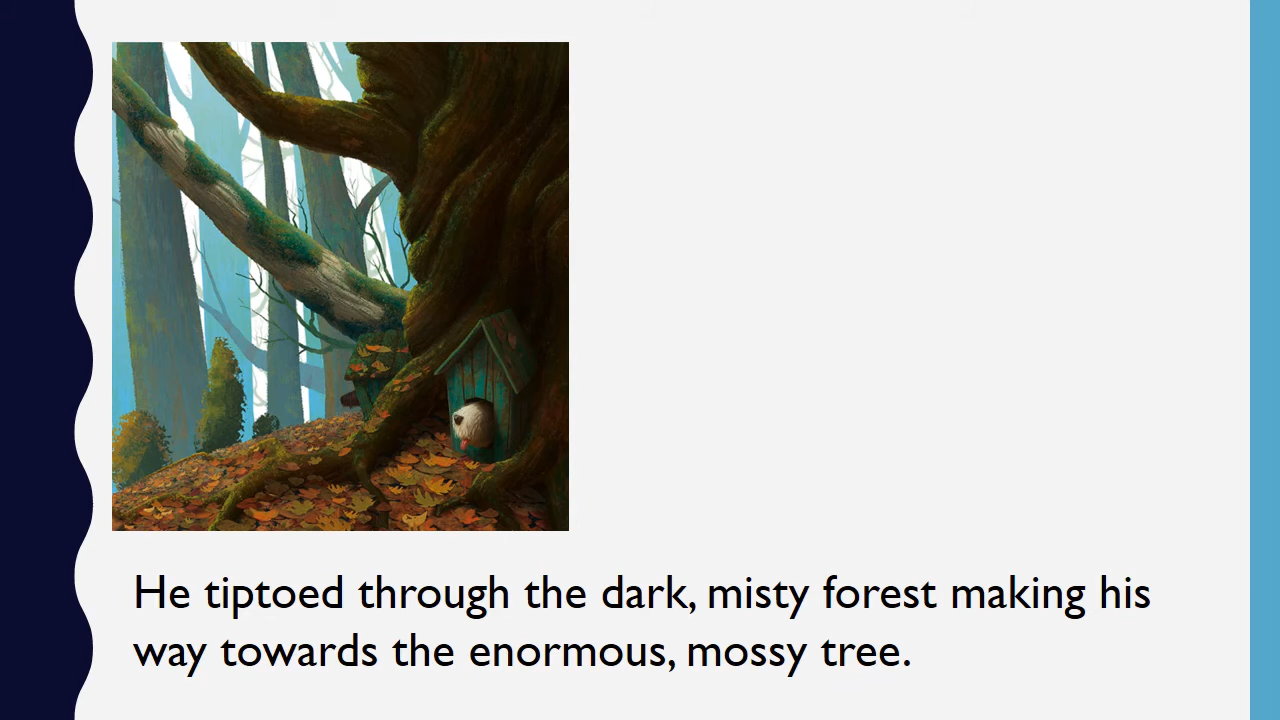 He tiptoed through the dark, misty forest making his
way towards the enormous, mossy tree.